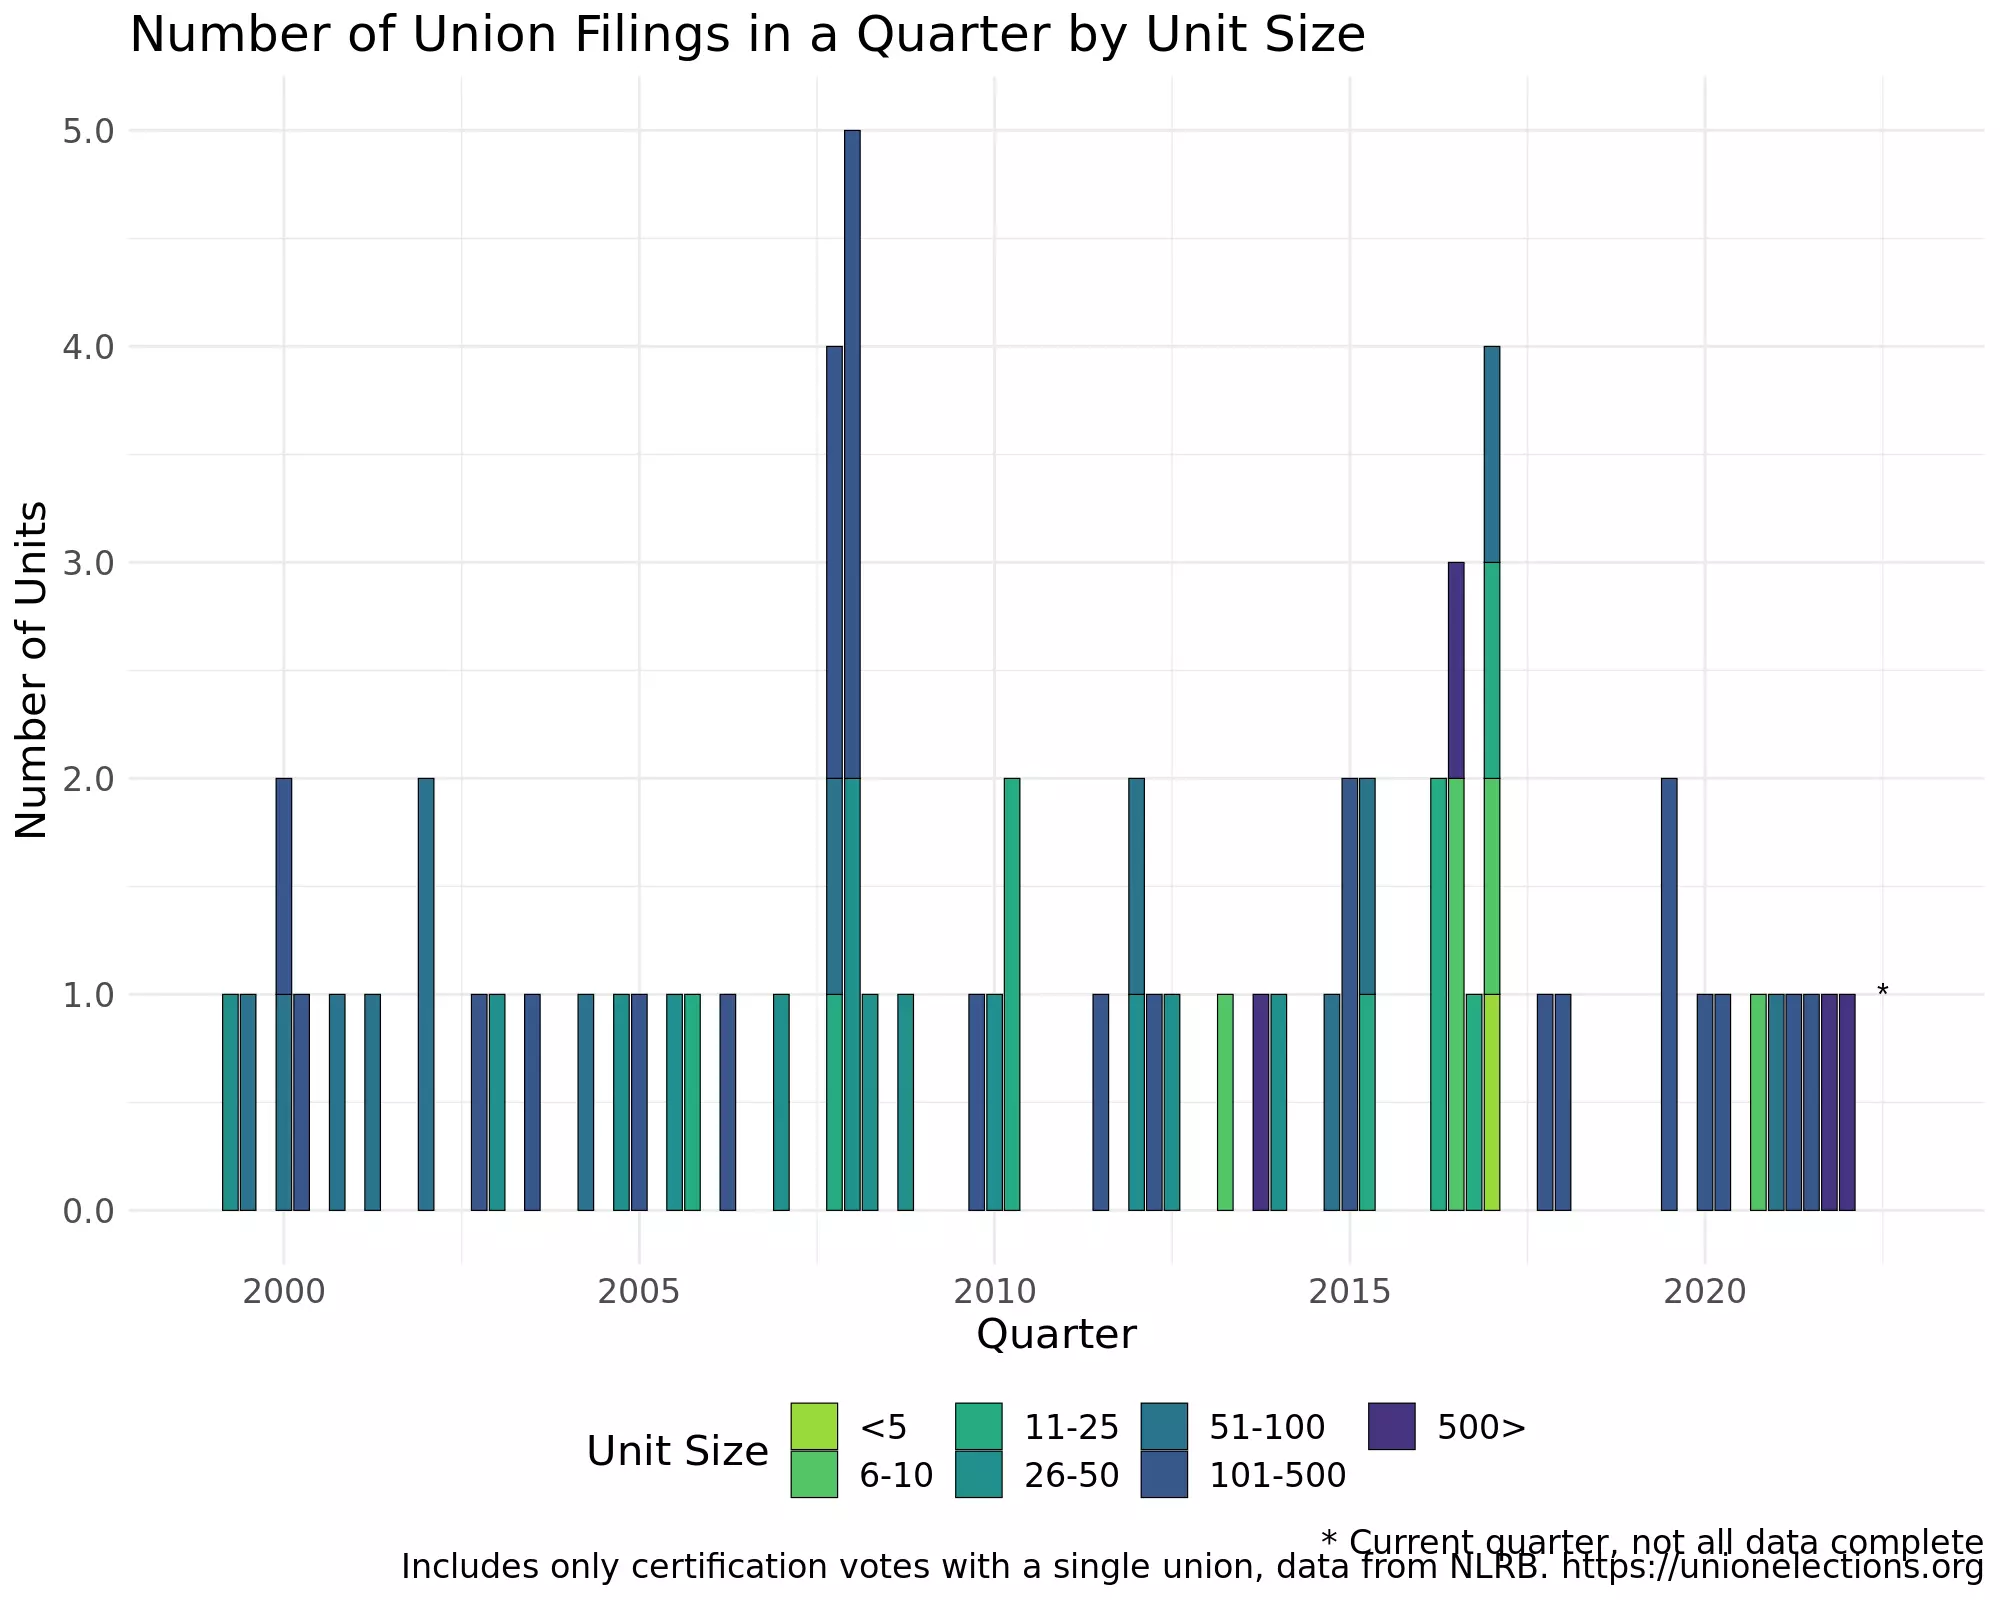 Number of Union Filings in a Quarter by Unit Size
Number of Units
5.0
4.0
3.0
2.0
1.0
0.0
*
2000 2005 2010 2015 2020
Quarter
Unit Size
<5 11-25 51-100 500>
6-10 26-50 101-500
* Current quarter, not all data complete
Includes only certification votes with a single union, data from NLRB. https://unionelections.org